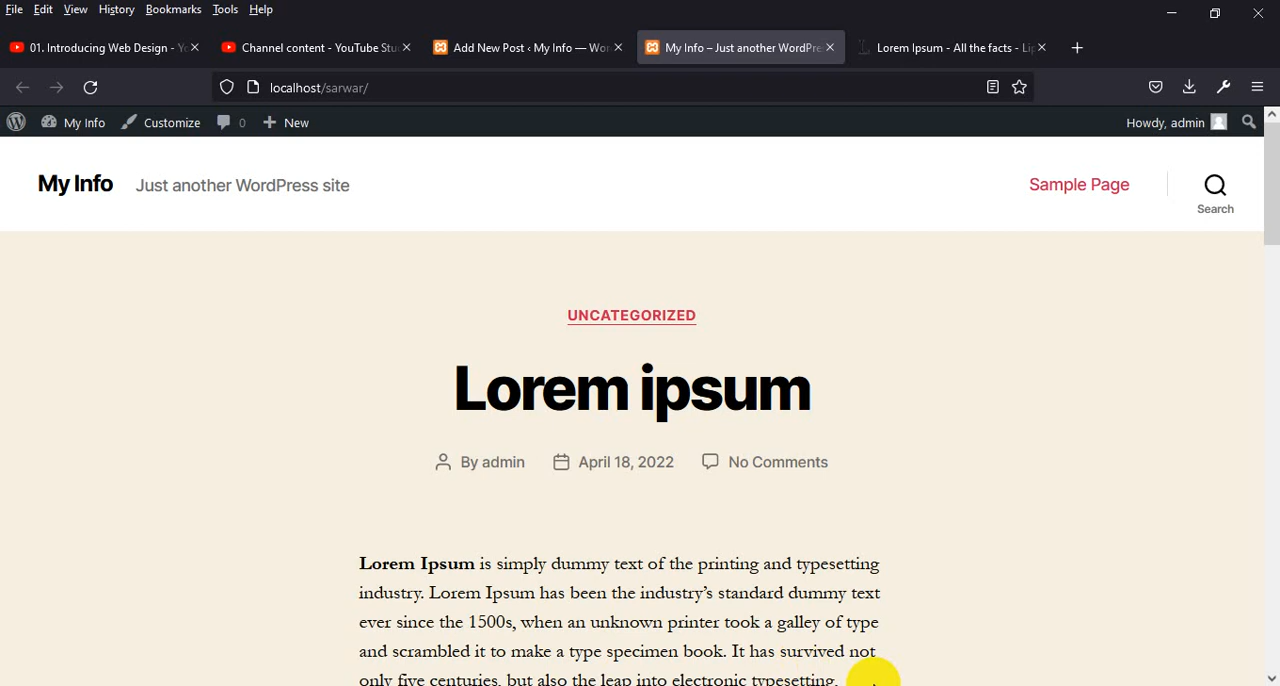 File Edit View History Bookmarks Tools Help
01. Introducing Web Design - Yo
Channel content - YouTube Stu
Add New Post ‹ My Info — Wor
My Info – Just another WordPre
Lorem Ipsum - All the facts - Lip
localhost/sarwar/
My Info Customize 0 New Howdy, admin
My Info Just another WordPress site Sample Page
Search
UNCATEGORIZED
Lorem ipsum
By admin April 18, 2022 No Comments
Lorem Ipsum is simply dummy text of the printing and typesetting
industry. Lorem Ipsum has been the industry’s standard dummy text
ever since the 1500s, when an unknown printer took a galley of type
and scrambled it to make a type specimen book. It has survived not
only five centuries, but also the leap into electronic typesetting,